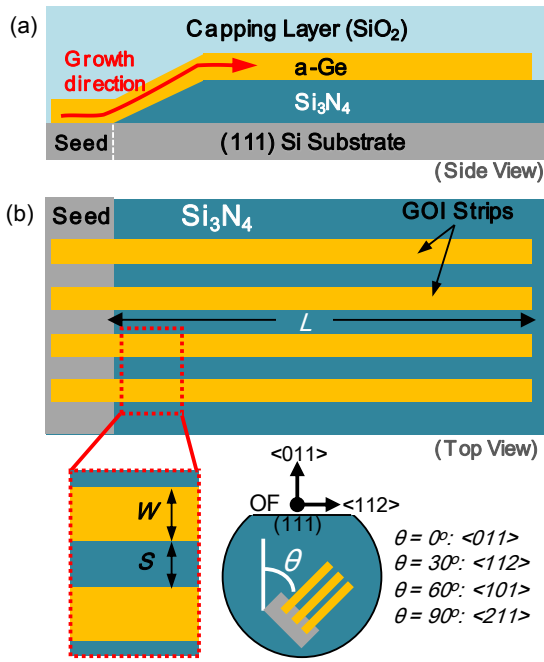 (a)
Capping Layer (SiO₂)
Growth
direction
a-Ge
Si₃N₄
Seed
(111) Si Substrate
(Side View)
(b)
Seed
Si₃N₄
GOI Strips
L
(Top View)
W
S
<011>
OF
<112>
(111)
θ
θ = 0º: <011>
θ = 30º: <112>
θ = 60º: <101>
θ = 90º: <211>